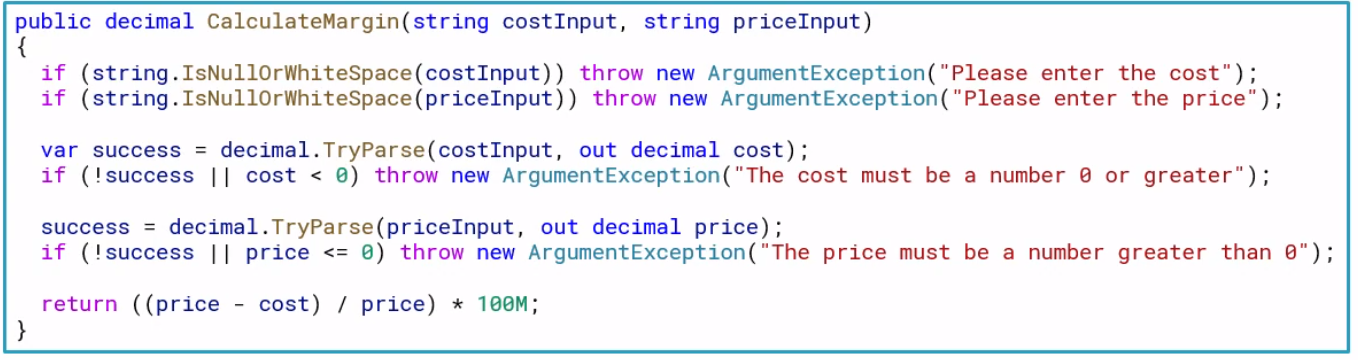 public decimal CalculateMargin(string costInput, string priceInput)
{
  if (string.IsNullOrWhiteSpace(costInput)) throw new ArgumentException("Please enter the cost");
  if (string.IsNullOrWhiteSpace(priceInput)) throw new ArgumentException("Please enter the price");

  var success = decimal.TryParse(costInput, out decimal cost);
  if (!success || cost < 0) throw new ArgumentException("The cost must be a number 0 or greater");

  success = decimal.TryParse(priceInput, out decimal price);
  if (!success || price <= 0) throw new ArgumentException("The price must be a number greater than 0");

  return ((price - cost) / price) * 100M;
}